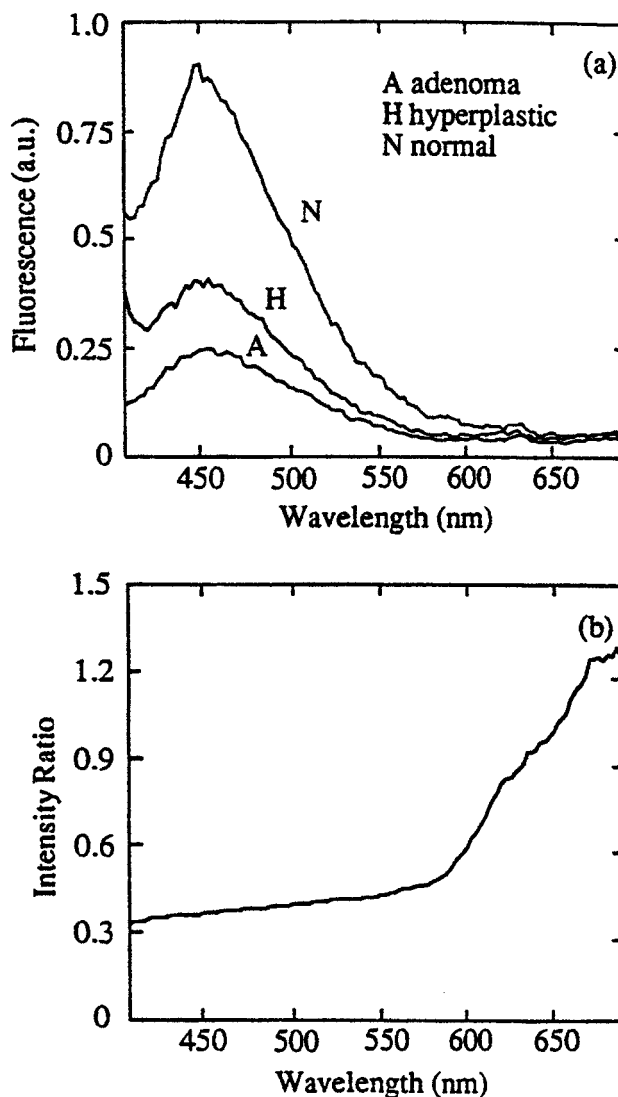 (a)
A adenoma
H hyperplastic
N normal
1.0
0.75
0.5
0.25
0
Fluorescence (a.u.)
N
H
A
450 500 550 600 650
Wavelength (nm)
(b)
1.5
1.2
0.9
0.6
0.3
0
Intensity Ratio
450 500 550 600 650
Wavelength (nm)